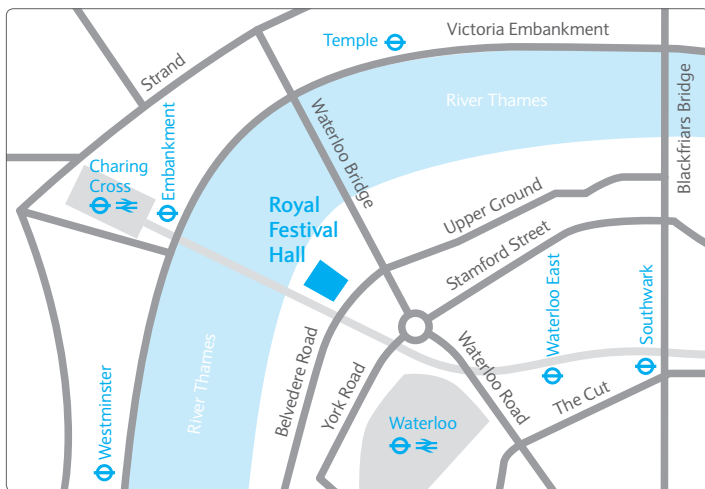 Temple
Victoria Embankment
Strand
River Thames
Waterloo Bridge
Blackfriars Bridge
Charing
Cross
Embankment
Royal
Festival
Hall
Upper Ground
Stamford Street
Waterloo East
Southwark
Belvedere Road
York Road
Waterloo Road
The Cut
River Thames
Westminster
Waterloo